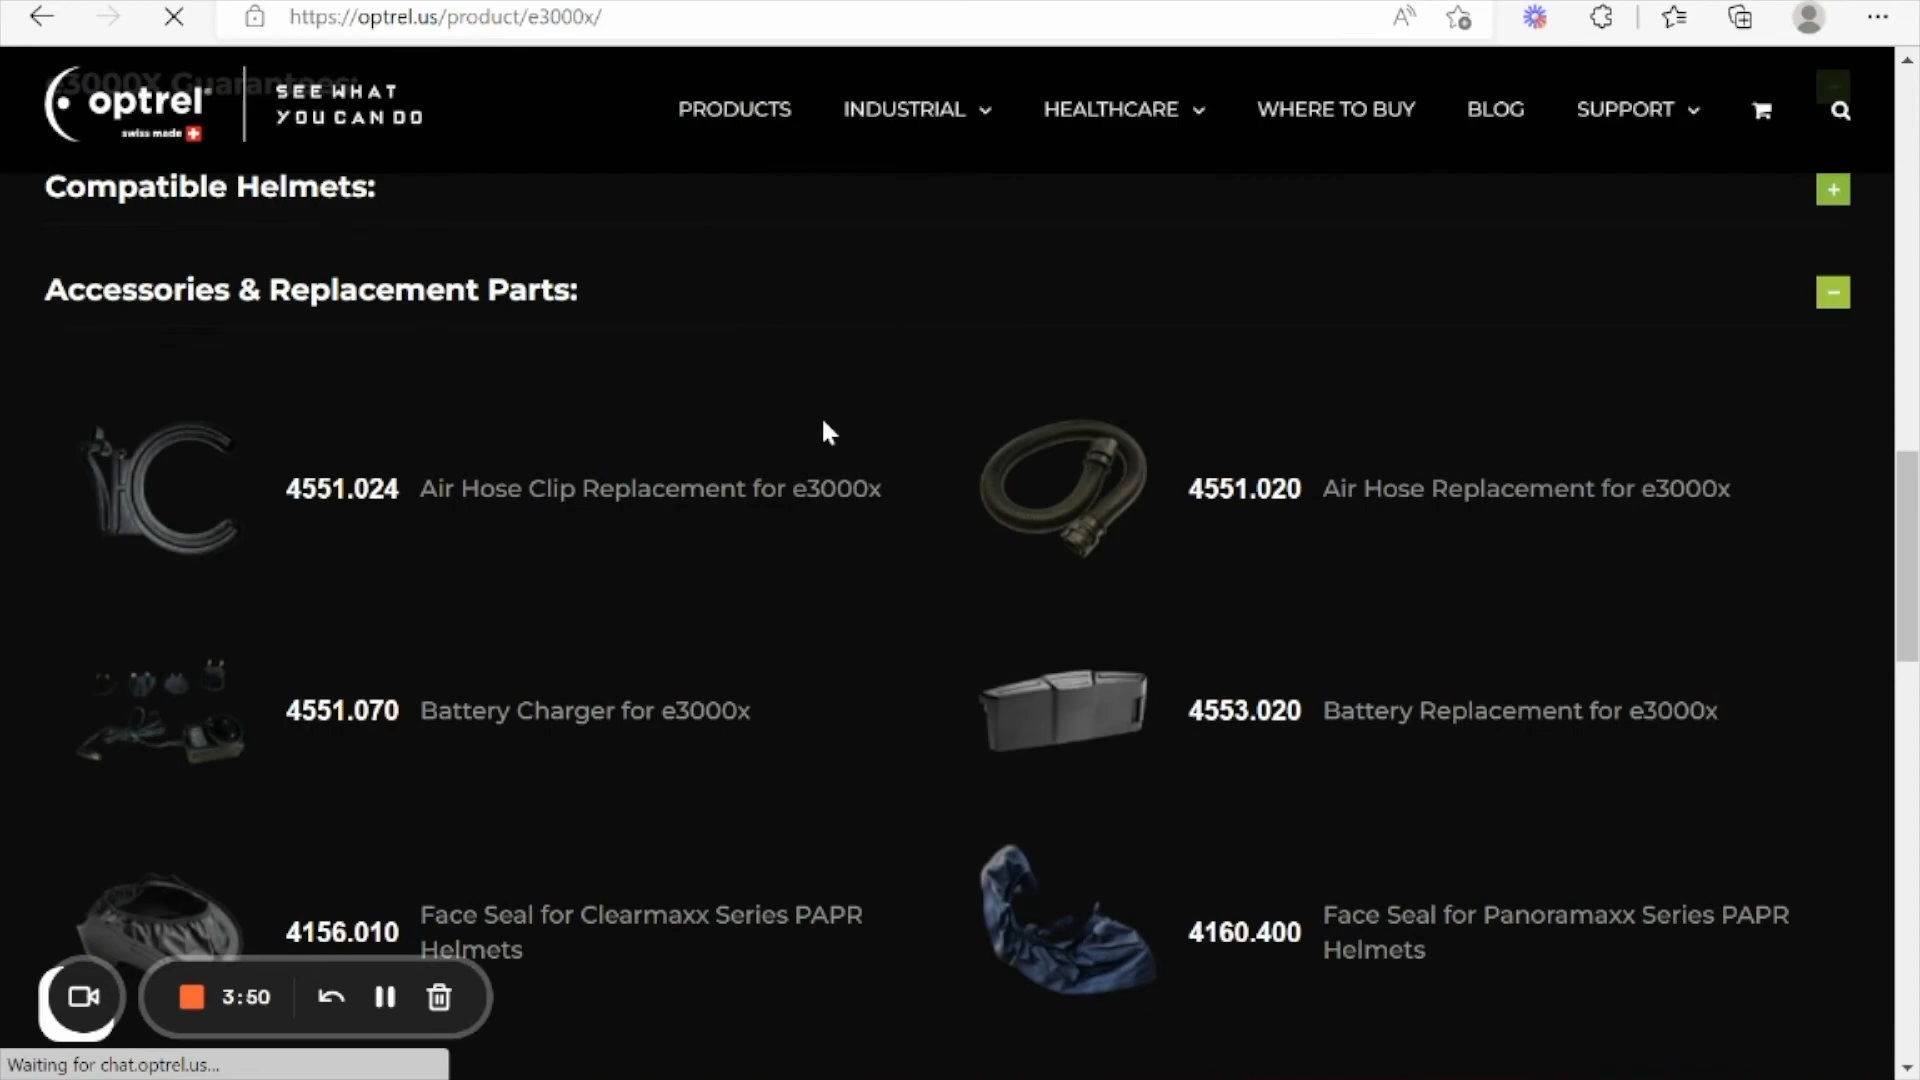 https://optrel.us/product/e3000x/
e3000X Guarantees:
optrel
swiss made
SEE WHAT
YOU CAN DO
PRODUCTS
INDUSTRIAL
HEALTHCARE
WHERE TO BUY
BLOG
SUPPORT
Compatible Helmets:
+
Accessories & Replacement Parts:
−
4551.024 Air Hose Clip Replacement for e3000x
4551.020 Air Hose Replacement for e3000x
4551.070 Battery Charger for e3000x
4553.020 Battery Replacement for e3000x
4156.010 Face Seal for Clearmaxx Series PAPR
Helmets
4160.400 Face Seal for Panoramaxx Series PAPR
Helmets
3:50
Waiting for chat.optrel.us...